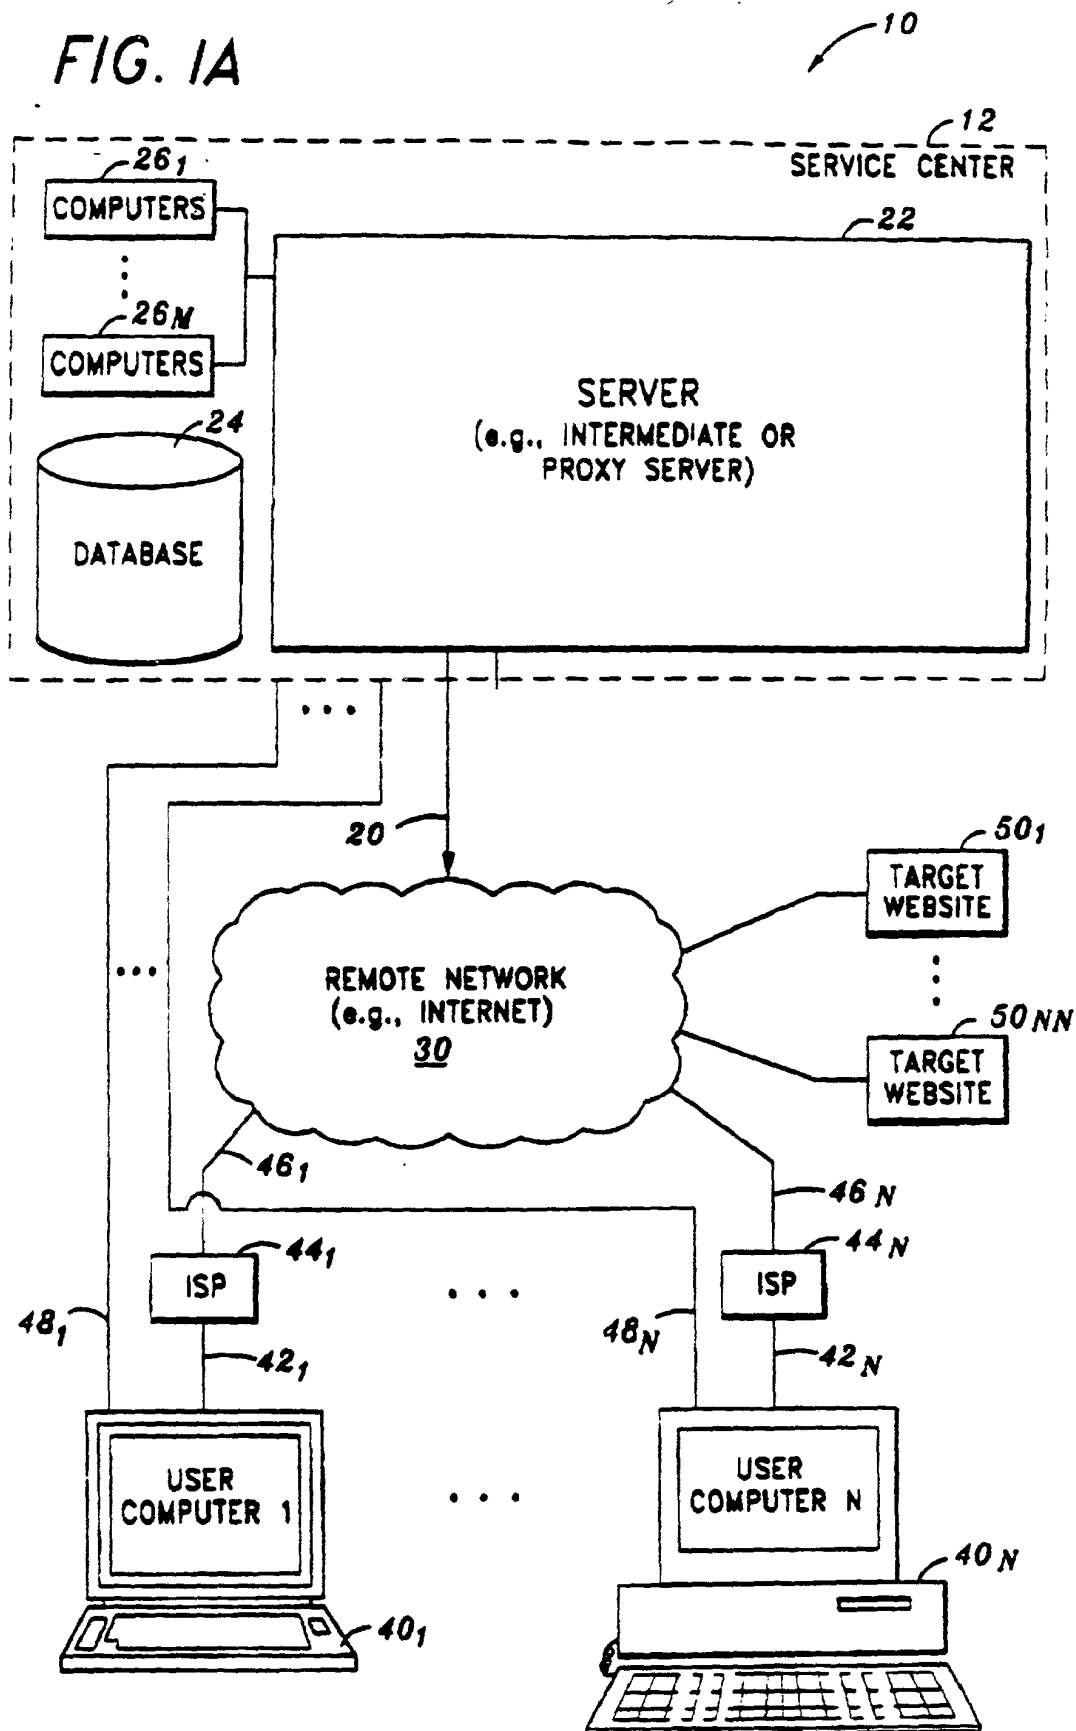 FIG. 1A
10
12
SERVICE CENTER
26₁
COMPUTERS
22
26M
COMPUTERS
SERVER
(e.g., INTERMEDIATE OR
PROXY SERVER)
24
DATABASE
20
50₁
TARGET
WEBSITE
REMOTE NETWORK
(e.g., INTERNET)
30
50NN
TARGET
WEBSITE
46₁
46N
44₁
ISP
44N
ISP
48₁
48N
42₁
42N
USER
COMPUTER 1
USER
COMPUTER N
40N
40₁